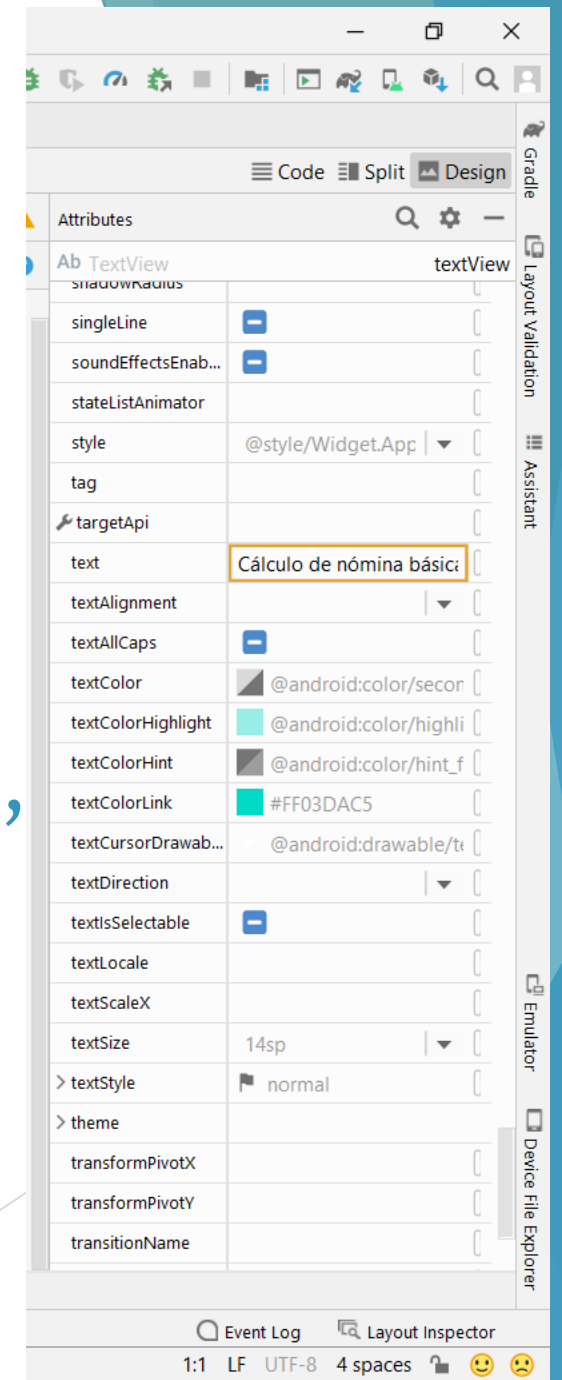 Code Split Design
Attributes
Ab TextView textView
shadowRadius
singleLine
soundEffectsEnab...
stateListAnimator
style @style/Widget.App
tag
targetApi
text Cálculo de nómina básica
textAlignment
textAllCaps
textColor @android:color/secon
textColorHighlight @android:color/highli
textColorHint @android:color/hint_f
textColorLink #FF03DAC5
textCursorDrawab... @android:drawable/te
textDirection
textIsSelectable
textLocale
textScaleX
textSize 14sp
> textStyle normal
> theme
transformPivotX
transformPivotY
transitionName
Gradle
Layout Validation
Assistant
Emulator
Device File Explorer
,
Event Log Layout Inspector
1:1 LF UTF-8 4 spaces